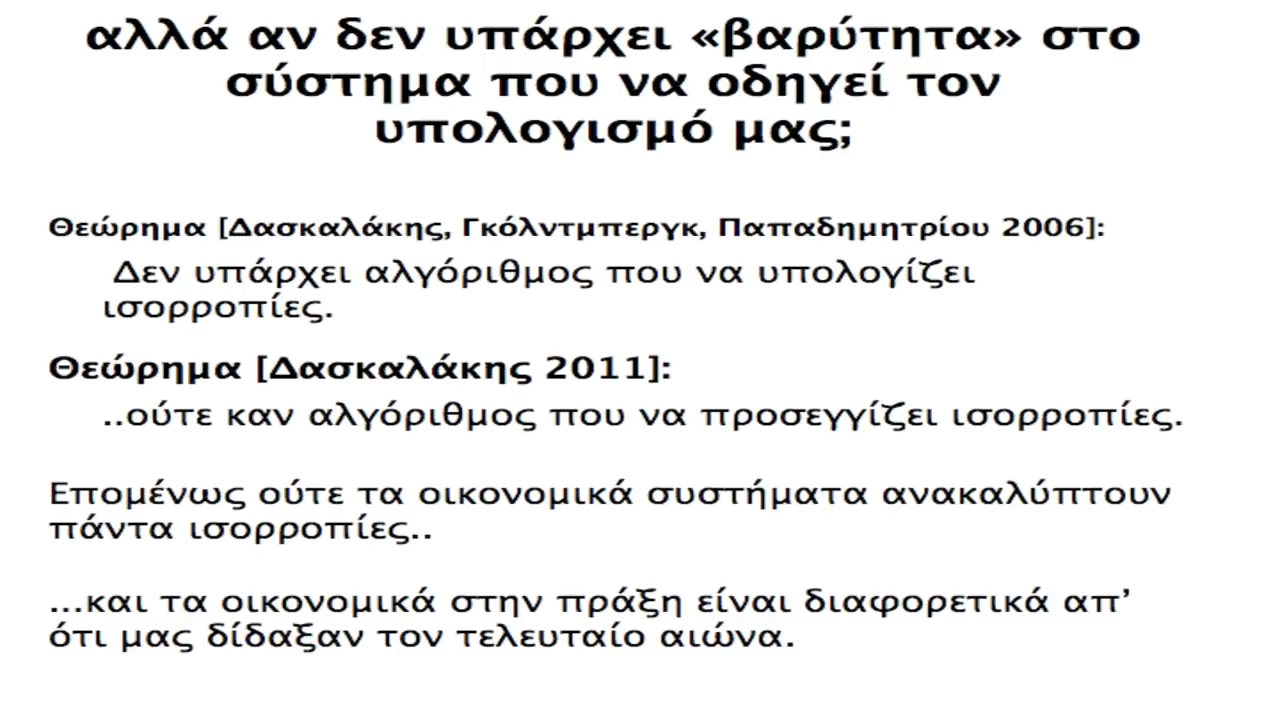 αλλά αν δεν υπάρχει «βαρύτητα» στο
σύστημα που να οδηγεί τον
υπολογισμό μας;
Θεώρημα [Δασκαλάκης, Γκόλντμπεργκ, Παπαδημητρίου 2006]:
Δεν υπάρχει αλγόριθμος που να υπολογίζει
ισορροπίες.
Θεώρημα [Δασκαλάκης 2011]:
..ούτε καν αλγόριθμος που να προσεγγίζει ισορροπίες.
Επομένως ούτε τα οικονομικά συστήματα ανακαλύπτουν
πάντα ισορροπίες..
...και τα οικονομικά στην πράξη είναι διαφορετικά απ’
ότι μας δίδαξαν τον τελευταίο αιώνα.